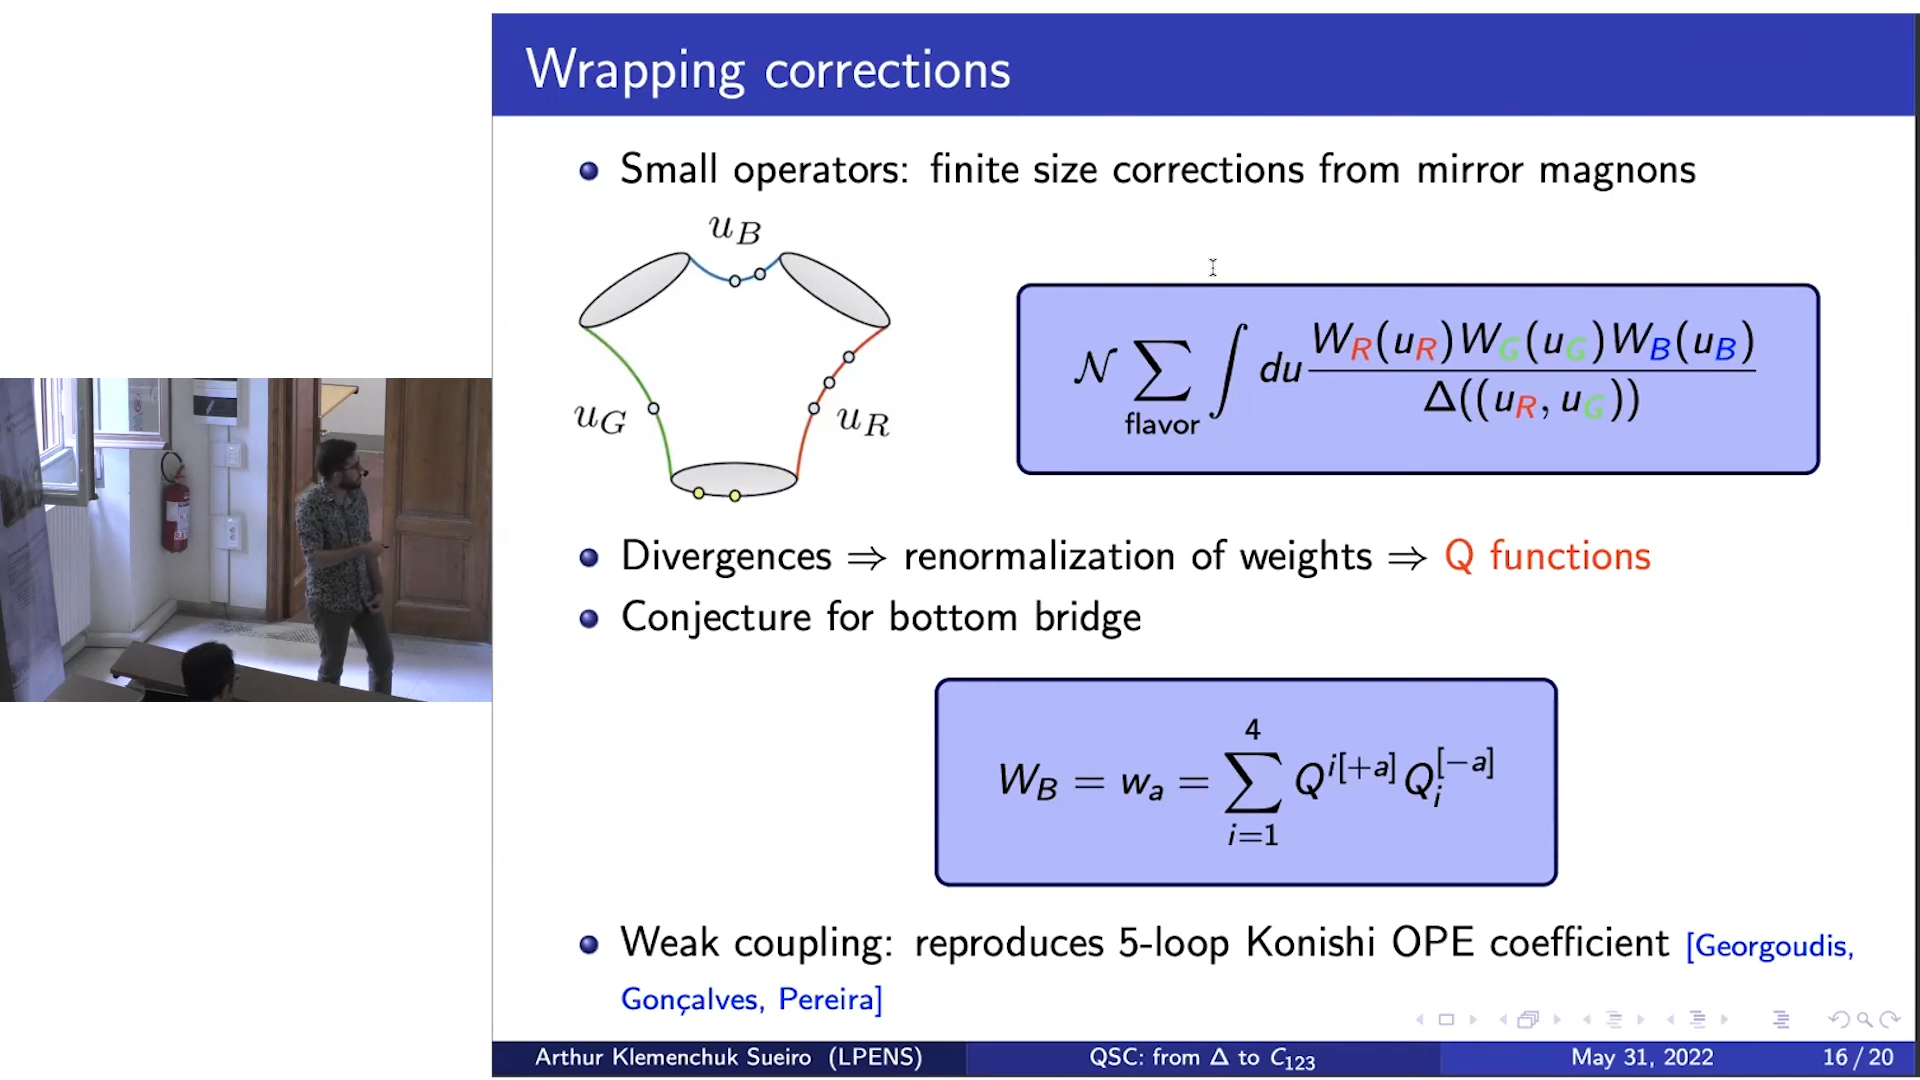 Wrapping corrections
Small operators: finite size corrections from mirror magnons
u_B
u_G
u_R
𝒩 ∑_{flavor} ∫ du W_R(u_R)W_G(u_G)W_B(u_B) / Δ((u_R, u_G))
Divergences ⇒ renormalization of weights ⇒ Q functions
Conjecture for bottom bridge
W_B = w_a = ∑_{i=1}^{4} Q^{i[+a]} Q_i^{[−a]}
Weak coupling: reproduces 5-loop Konishi OPE coefficient [Georgoudis,
Gonçalves, Pereira]
Arthur Klemenchuk Sueiro (LPENS) QSC: from Δ to C_{123} May 31, 2022 16 / 20